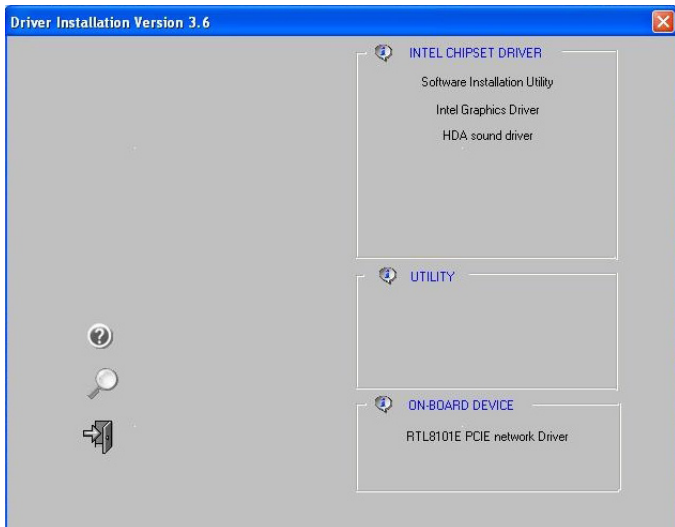 Driver Installation Version 3.6
INTEL CHIPSET DRIVER
Software Installation Utility
Intel Graphics Driver
HDA sound driver
UTILITY
ON-BOARD DEVICE
RTL8101E PCIE network Driver